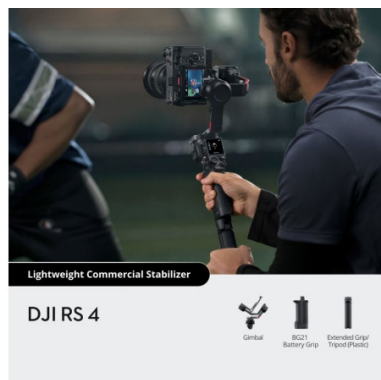 Lightweight Commercial Stabilizer
DJI RS 4
Gimbal
BG21
Battery Grip
Extended Grip/
Tripod (Plastic)